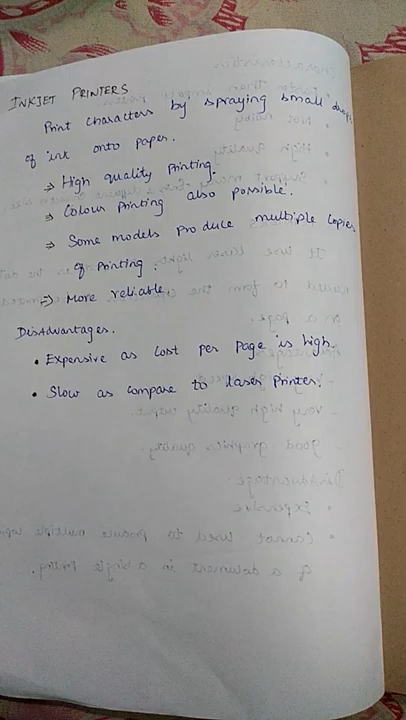 INKJET PRINTERS
Print characters by spraying small drops
of ink onto paper.
⇒ High quality printing.
⇒ Colour printing also possible.
⇒ Some models produce multiple copies
of printing.
⇒ More reliable
DisAdvantages.
• Expensive as cost per page is high.
• Slow as compare to laser printer.